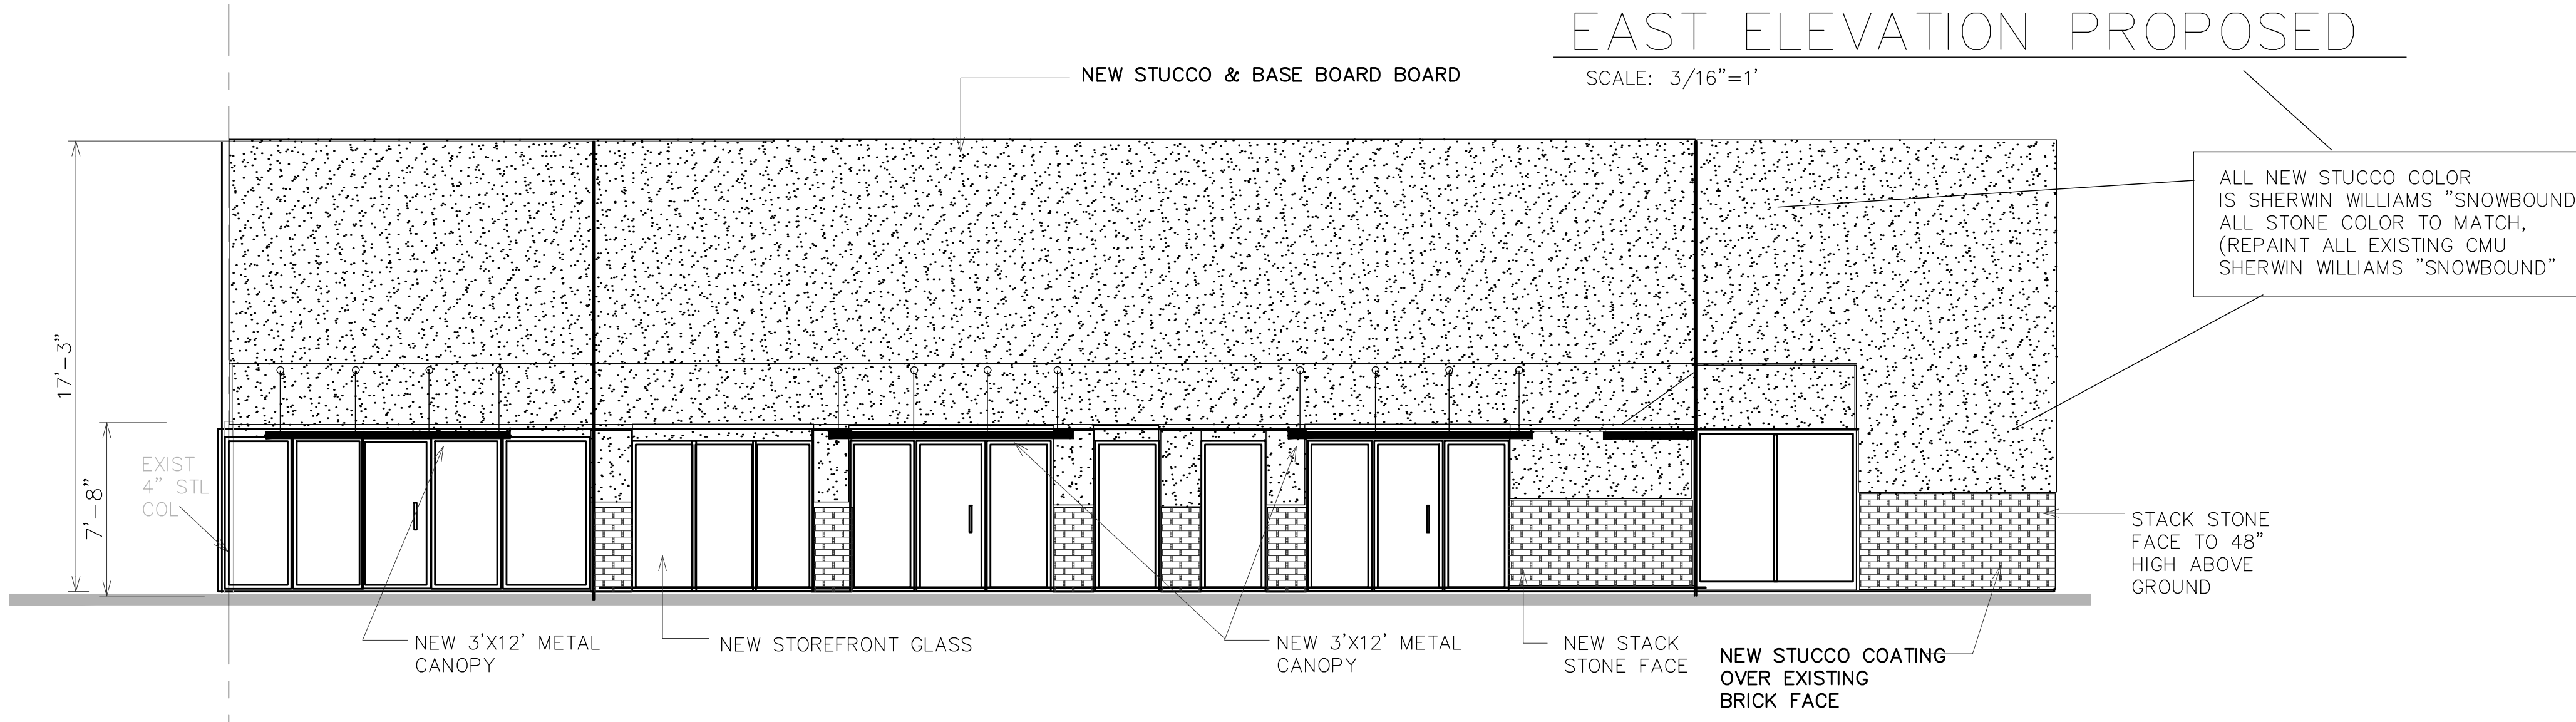 EAST ELEVATION PROPOSED
SCALE: 3/16"=1'
NEW STUCCO & BASE BOARD BOARD
ALL NEW STUCCO COLOR
IS SHERWIN WILLIAMS "SNOWBOUND
ALL STONE COLOR TO MATCH,
(REPAINT ALL EXISTING CMU
SHERWIN WILLIAMS "SNOWBOUND"
17'-3"
7'-8"
EXIST
4" STL
COL
STACK STONE
FACE TO 48"
HIGH ABOVE
GROUND
NEW 3'X12' METAL
CANOPY
NEW STOREFRONT GLASS
NEW 3'X12' METAL
CANOPY
NEW STACK
STONE FACE
NEW STUCCO COATING
OVER EXISTING
BRICK FACE